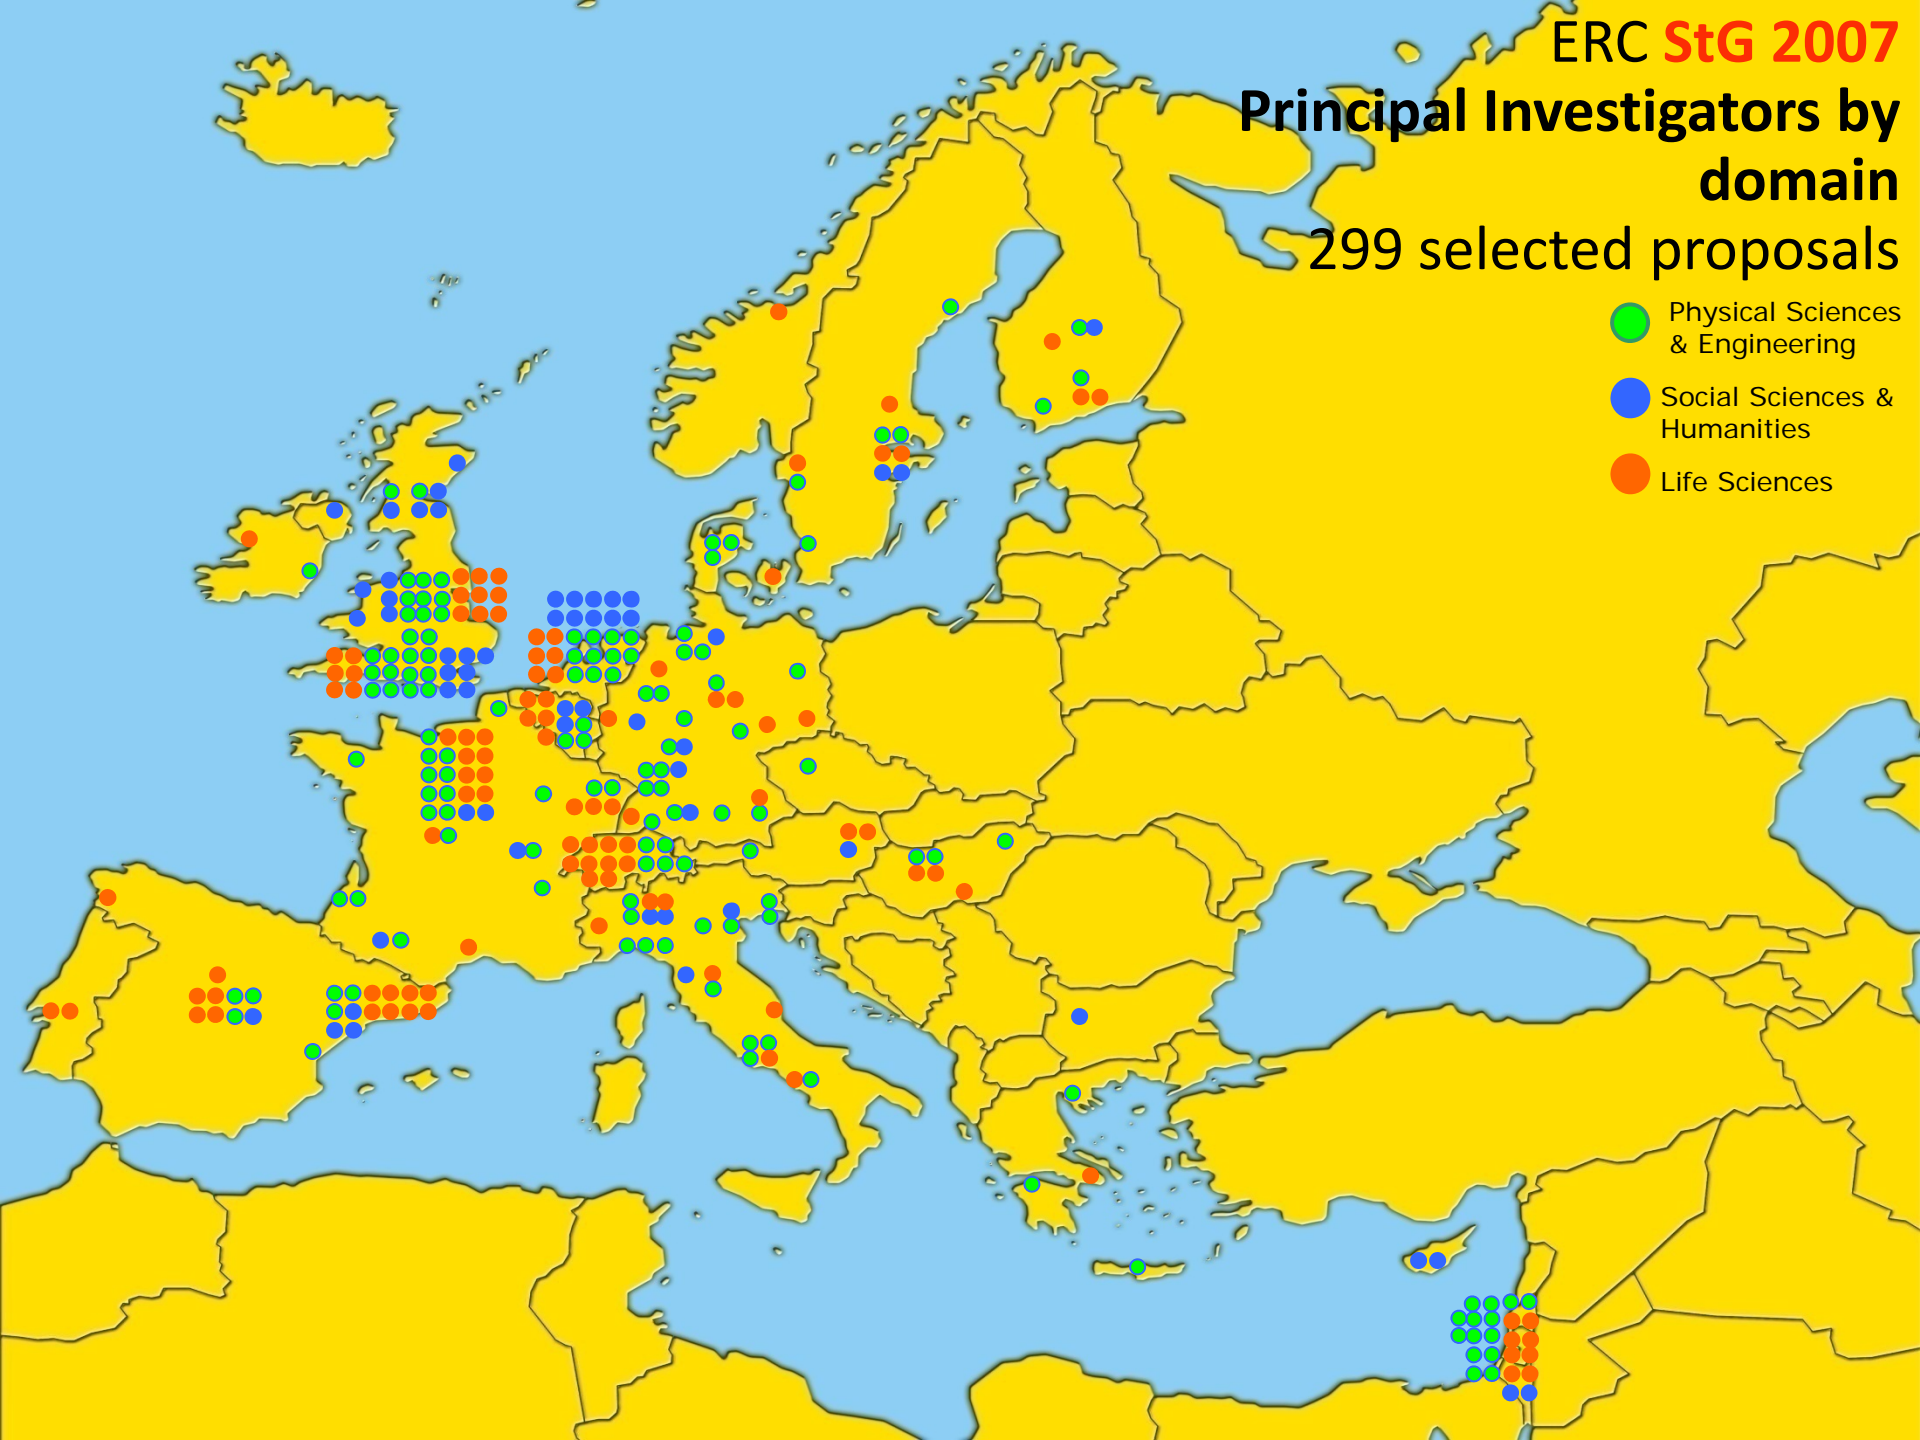 ERC StG 2007
Principal Investigators by
domain
299 selected proposals
Physical Sciences
& Engineering
Social Sciences &
Humanities
Life Sciences